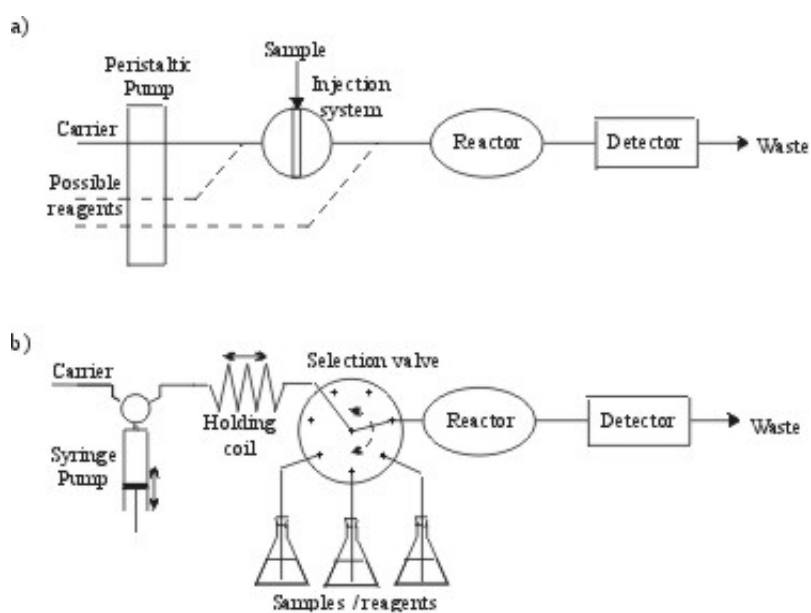 a)
Sample
Peristaltic
Pump
Injection
system
Carrier
Reactor
Detector
Waste
Possible
reagents
b)
Selection valve
Carrier
Holding
coil
Reactor
Detector
Waste
Syringe
Pump
Samples /reagents